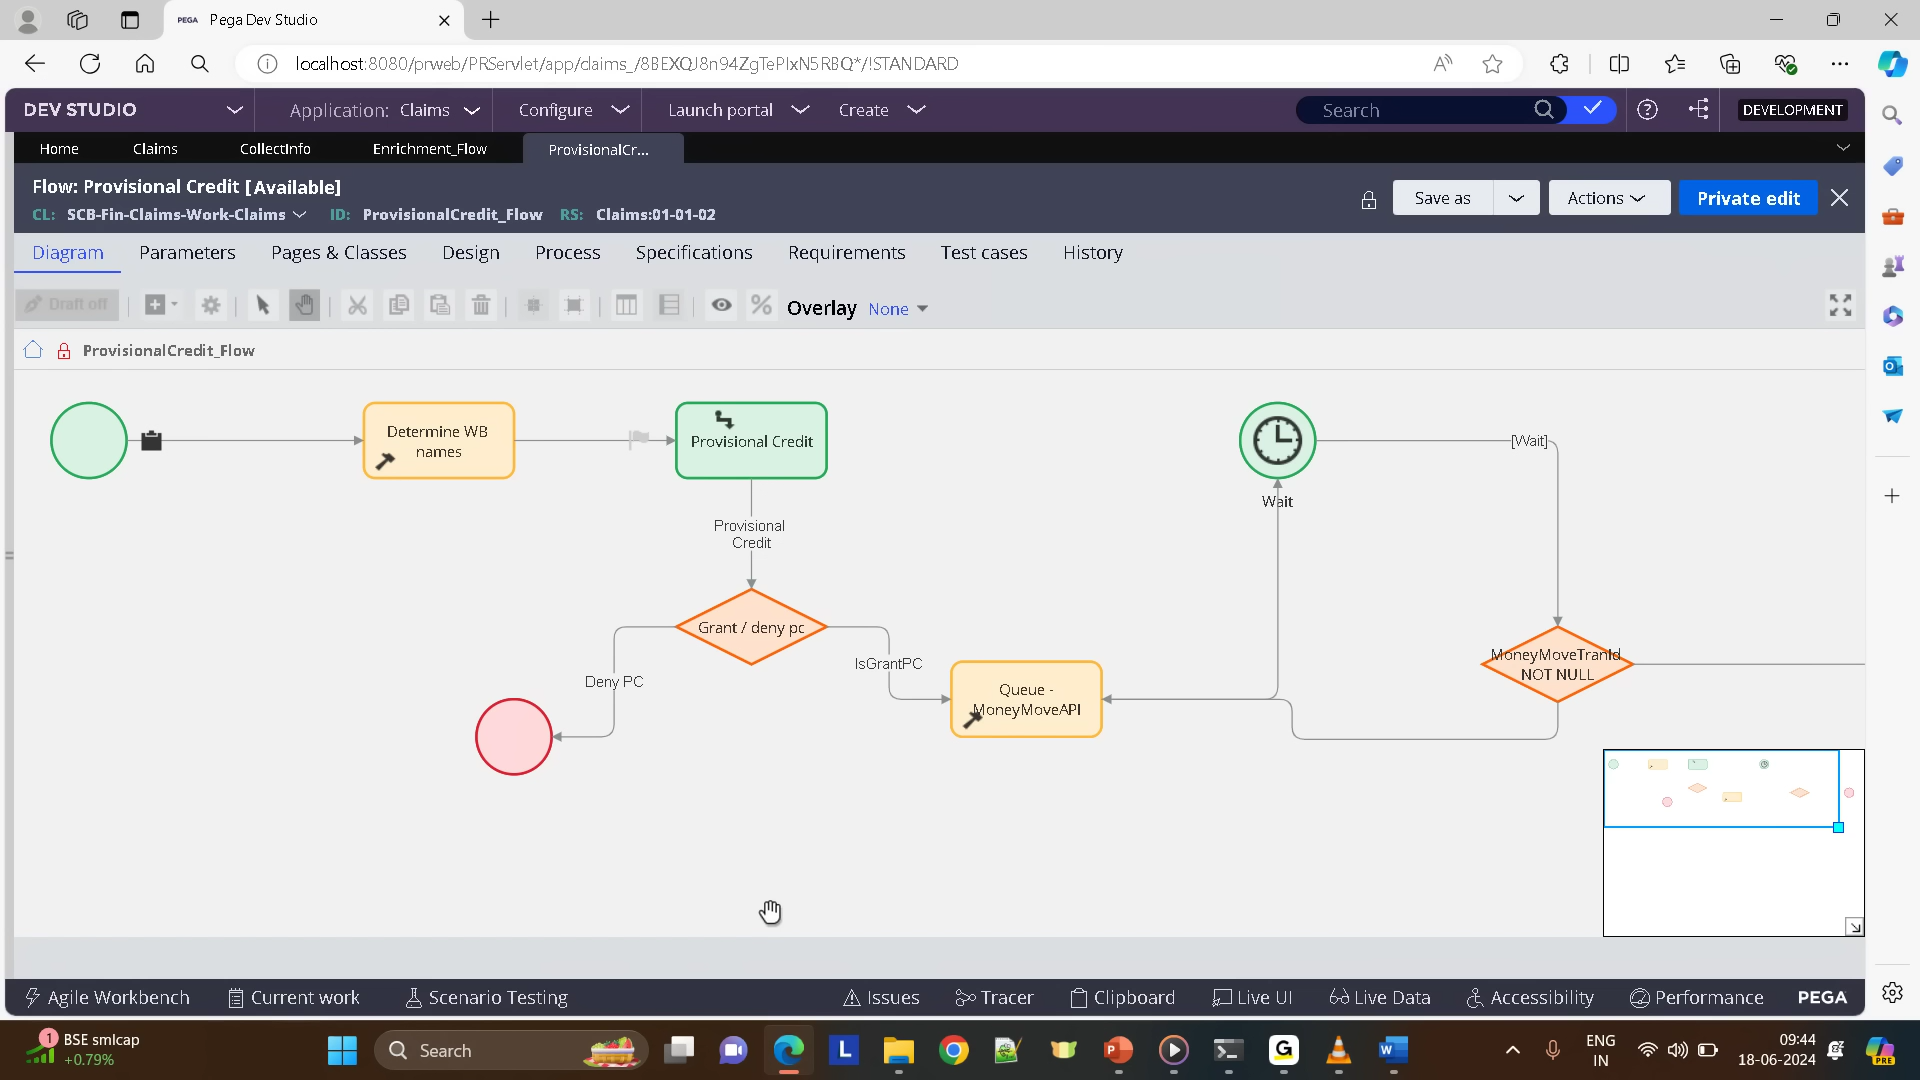 PEGA Pega Dev Studio
localhost:8080/prweb/PRServlet/app/claims_/8BEXQJ8n94ZgTePIxN5RBQ*/!STANDARD
DEV STUDIO Application: Claims Configure Launch portal Create Search DEVELOPMENT
Home Claims CollectInfo Enrichment_Flow ProvisionalCr...
Flow: Provisional Credit [Available]
CL: SCB-Fin-Claims-Work-Claims ID: ProvisionalCredit_Flow RS: Claims:01-01-02
Save as Actions Private edit
Diagram Parameters Pages & Classes Design Process Specifications Requirements Test cases History
Draft off Overlay None
ProvisionalCredit_Flow
Determine WB
names
Provisional Credit
[Wait]
Wait
Provisional
Credit
Grant / deny pc
MoneyMoveTranId
NOT NULL
IsGrantPC
Deny PC
Queue -
MoneyMoveAPI
Agile Workbench Current work Scenario Testing Issues Tracer Clipboard Live UI Live Data Accessibility Performance PEGA
1 BSE smlcap
+0.79%
Search
L
G
PRE
ENG
IN
09:44
18-06-2024